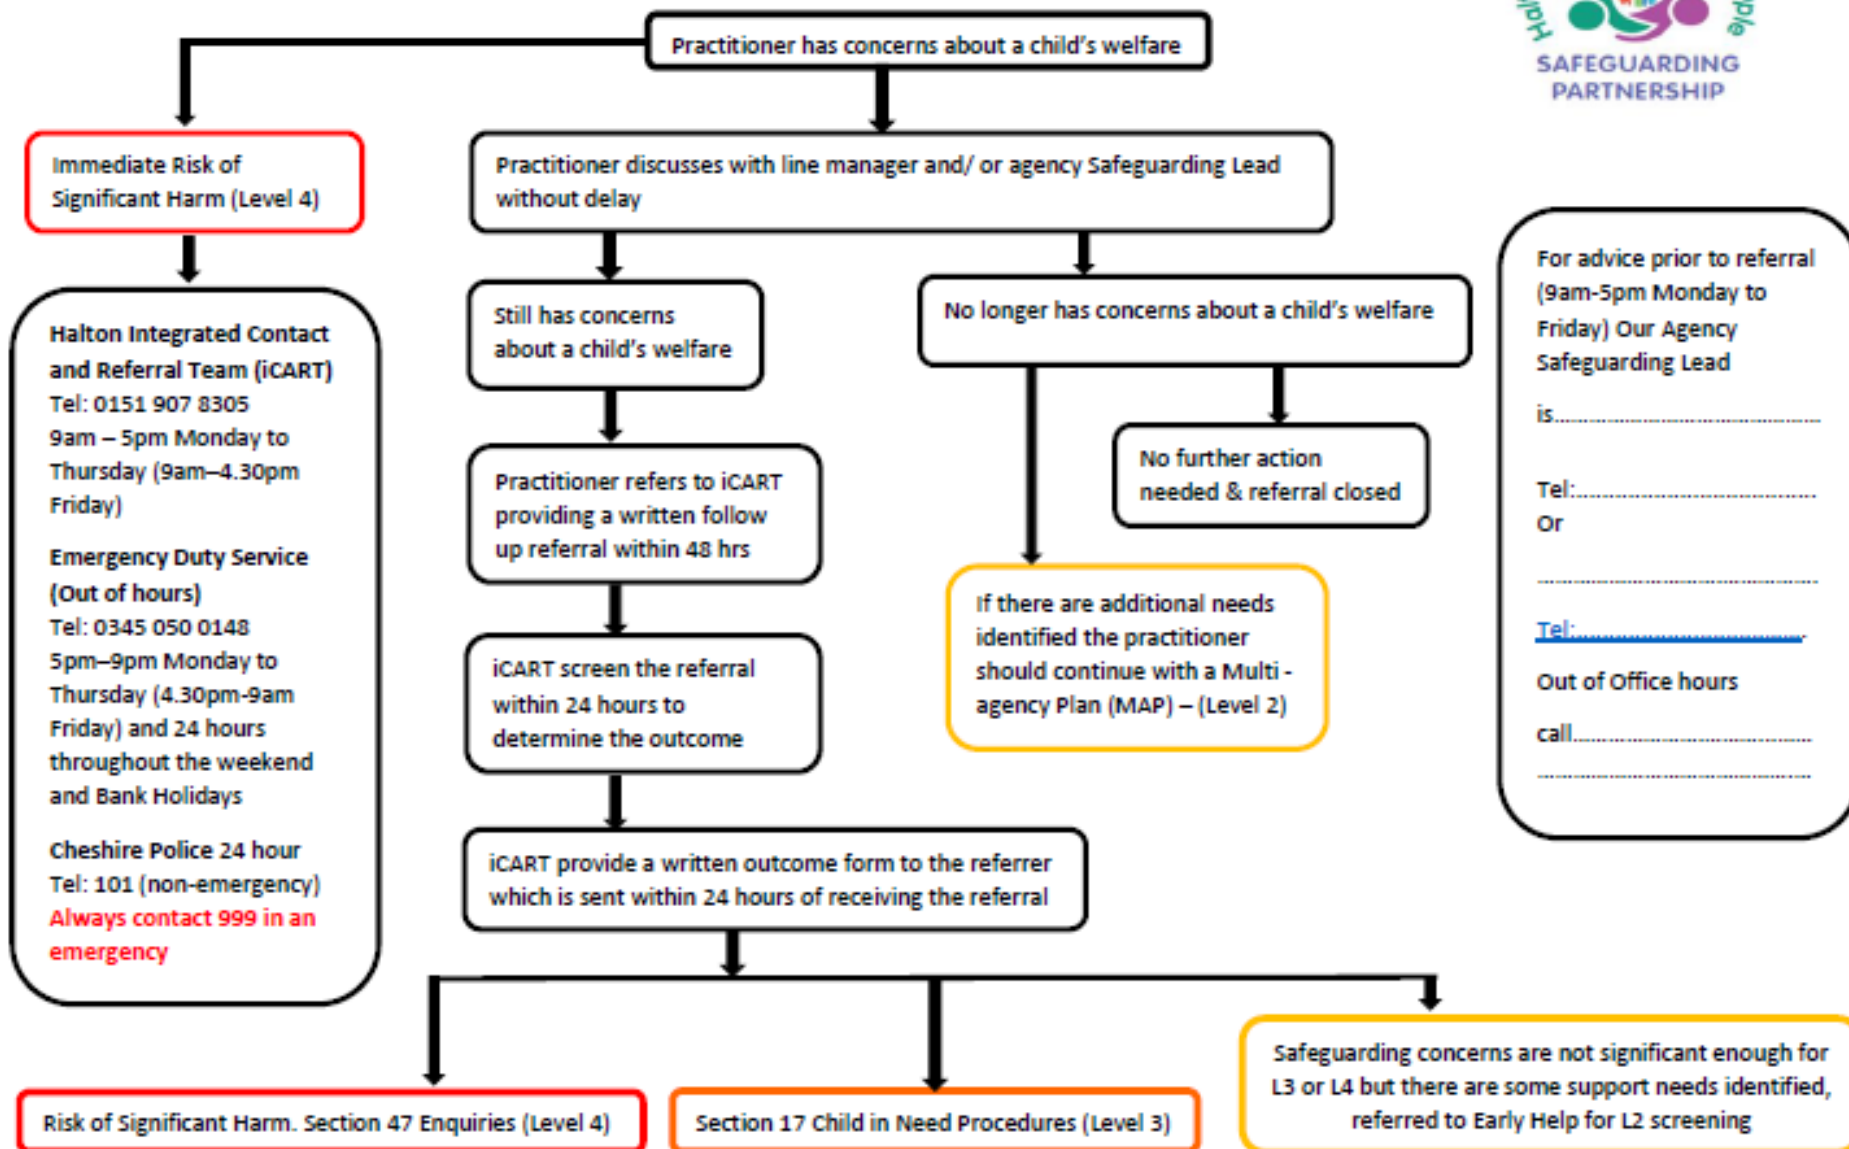 Practitioner has concerns about a child's welfare
SAFEGUARDING
PARTNERSHIP
Immediate Risk of
Significant Harm (Level 4)
Practitioner discusses with line manager and/ or agency Safeguarding Lead
without delay
Halton Integrated Contact
and Referral Team (iCART)
Tel: 0151 907 8305
9am – 5pm Monday to
Thursday (9am–4.30pm
Friday)
Emergency Duty Service
(Out of hours)
Tel: 0345 050 0148
5pm–9pm Monday to
Thursday (4.30pm-9am
Friday) and 24 hours
throughout the weekend
and Bank Holidays
Cheshire Police 24 hour
Tel: 101 (non-emergency)
Always contact 999 in an
emergency
Still has concerns
about a child's welfare
No longer has concerns about a child's welfare
Practitioner refers to iCART
providing a written follow
up referral within 48 hrs
No further action
needed & referral closed
iCART screen the referral
within 24 hours to
determine the outcome
If there are additional needs
identified the practitioner
should continue with a Multi -
agency Plan (MAP) – (Level 2)
iCART provide a written outcome form to the referrer
which is sent within 24 hours of receiving the referral
For advice prior to referral
(9am-5pm Monday to
Friday) Our Agency
Safeguarding Lead
is....................................................
Tel:...............................................
Or
.......................................................
Tel:.............................................
Out of Office hours
call...............................................
.....................................................
Risk of Significant Harm. Section 47 Enquiries (Level 4)
Section 17 Child in Need Procedures (Level 3)
Safeguarding concerns are not significant enough for
L3 or L4 but there are some support needs identified,
referred to Early Help for L2 screening